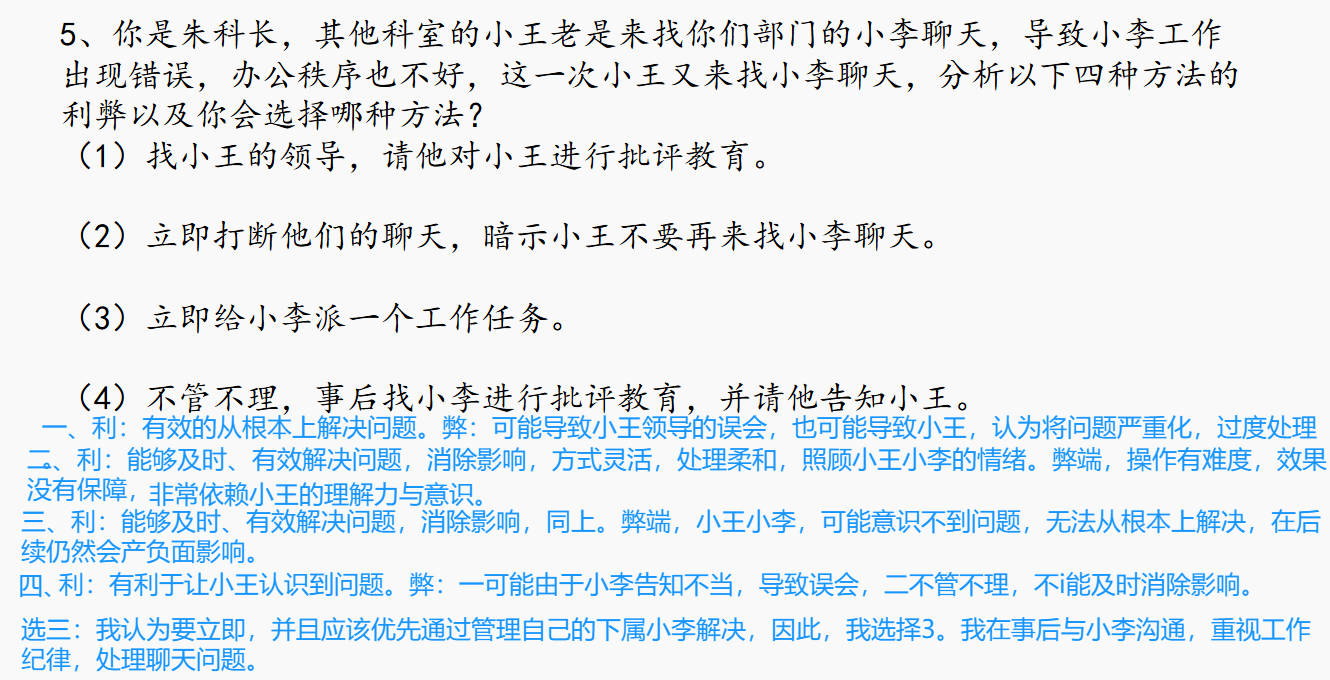 5、你是朱科长，其他科室的小王老是来找你们部门的小李聊天，导致小李工作
出现错误，办公秩序也不好，这一次小王又来找小李聊天，分析以下四种方法的
利弊以及你会选择哪种方法？
（1）找小王的领导，请他对小王进行批评教育。
（2）立即打断他们的聊天，暗示小王不要再来找小李聊天。
（3）立即给小李派一个工作任务。
（4）不管不理，事后找小李进行批评教育，并请他告知小王。
一、利：有效的从根本上解决问题。弊：可能导致小王领导的误会，也可能导致小王，认为将问题严重化，过度处理。
二、利：能够及时、有效解决问题，消除影响，方式灵活，处理柔和，照顾小王小李的情绪。弊端，操作有难度，效果
没有保障，非常依赖小王的理解力与意识。
三、利：能够及时、有效解决问题，消除影响，同上。弊端，小王小李，可能意识不到问题，无法从根本上解决，在后
续仍然会产负面影响。
四、利：有利于让小王认识到问题。弊：一可能由于小李告知不当，导致误会，二不管不理，不i能及时消除影响。
选三：我认为要立即，并且应该优先通过管理自己的下属小李解决，因此，我选择3。我在事后与小李沟通，重视工作
纪律，处理聊天问题。